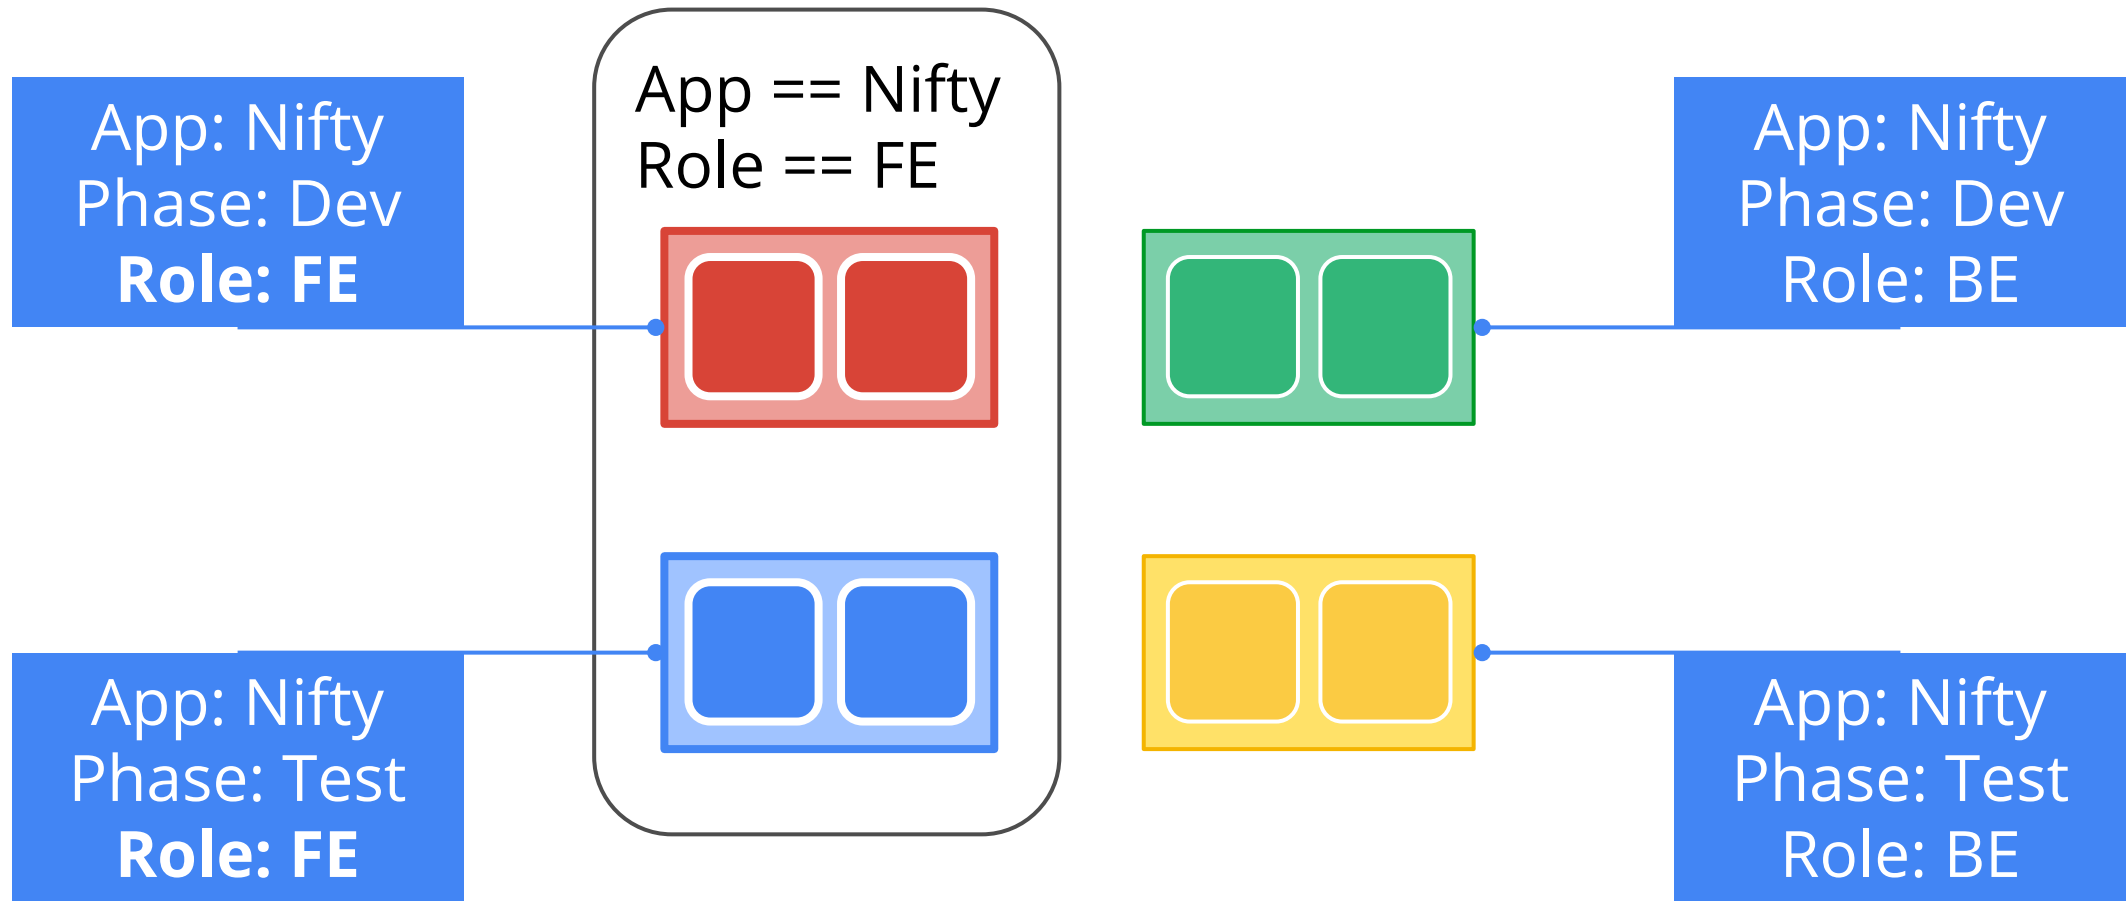 App: Nifty
Phase: Dev
Role: FE
App == Nifty
Role == FE
App: Nifty
Phase: Dev
Role: BE
App: Nifty
Phase: Test
Role: FE
App: Nifty
Phase: Test
Role: BE